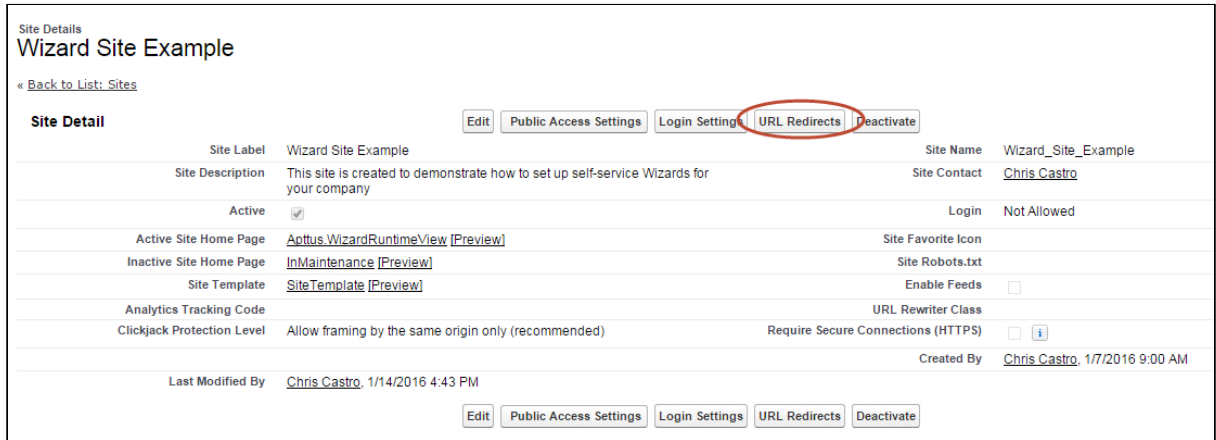 Site Details
Wizard Site Example
« Back to List: Sites
Site Detail
Edit Public Access Settings Login Settings URL Redirects Deactivate
Site Label Wizard Site Example Site Name Wizard_Site_Example
Site Description This site is created to demonstrate how to set up self-service Wizards for Site Contact Chris Castro
your company
Active Login Not Allowed
Active Site Home Page Apttus.WizardRuntimeView [Preview] Site Favorite Icon
Inactive Site Home Page InMaintenance [Preview] Site Robots.txt
Site Template SiteTemplate [Preview] Enable Feeds
Analytics Tracking Code URL Rewriter Class
Clickjack Protection Level Allow framing by the same origin only (recommended) Require Secure Connections (HTTPS) i
Created By Chris Castro, 1/7/2016 9:00 AM
Last Modified By Chris Castro, 1/14/2016 4:43 PM
Edit Public Access Settings Login Settings URL Redirects Deactivate